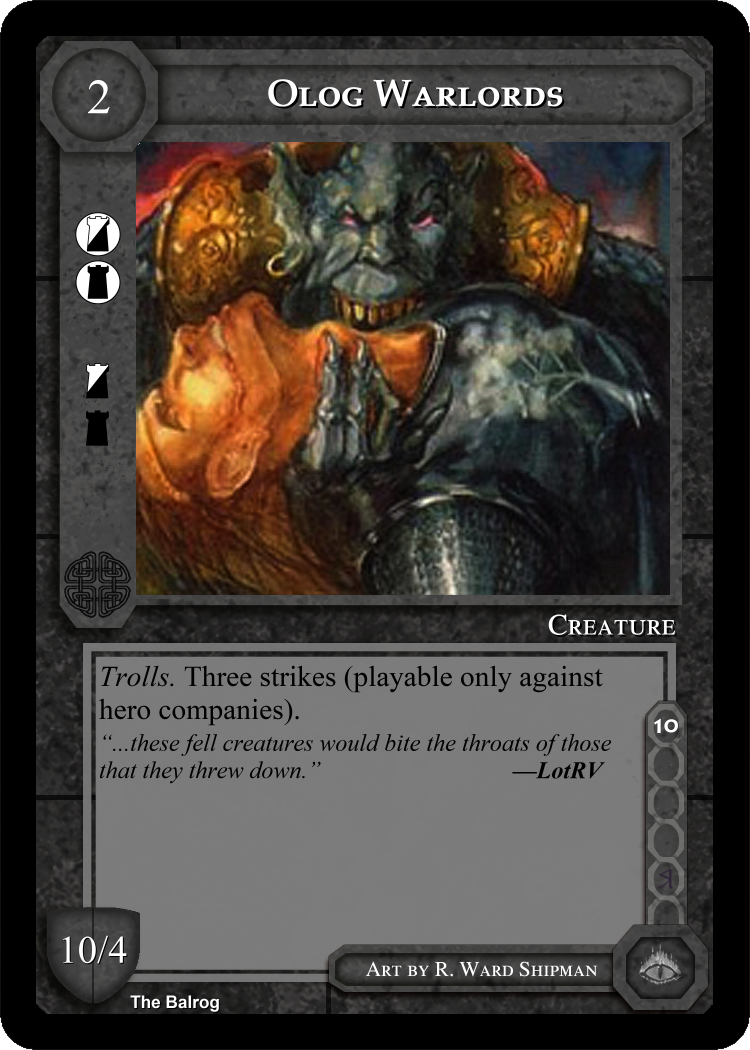 2
Olog Warlords
Creature
Trolls. Three strikes (playable only against
hero companies).
“...these fell creatures would bite the throats of those
that they threw down.” —LotRV
10
R
10/4
Art by R. Ward Shipman
The Balrog